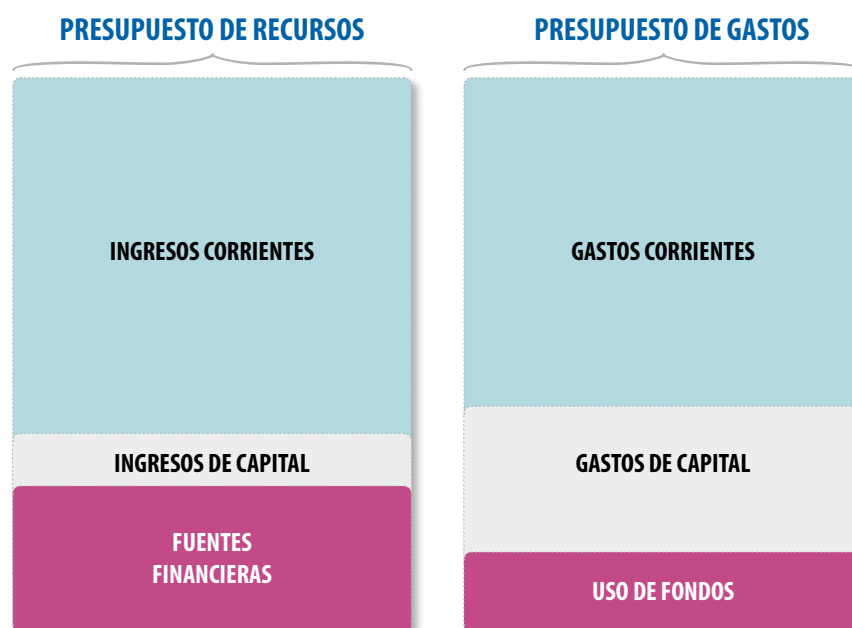 PRESUPUESTO DE RECURSOS
INGRESOS CORRIENTES
INGRESOS DE CAPITAL
FUENTES
FINANCIERAS
PRESUPUESTO DE GASTOS
GASTOS CORRIENTES
GASTOS DE CAPITAL
USO DE FONDOS